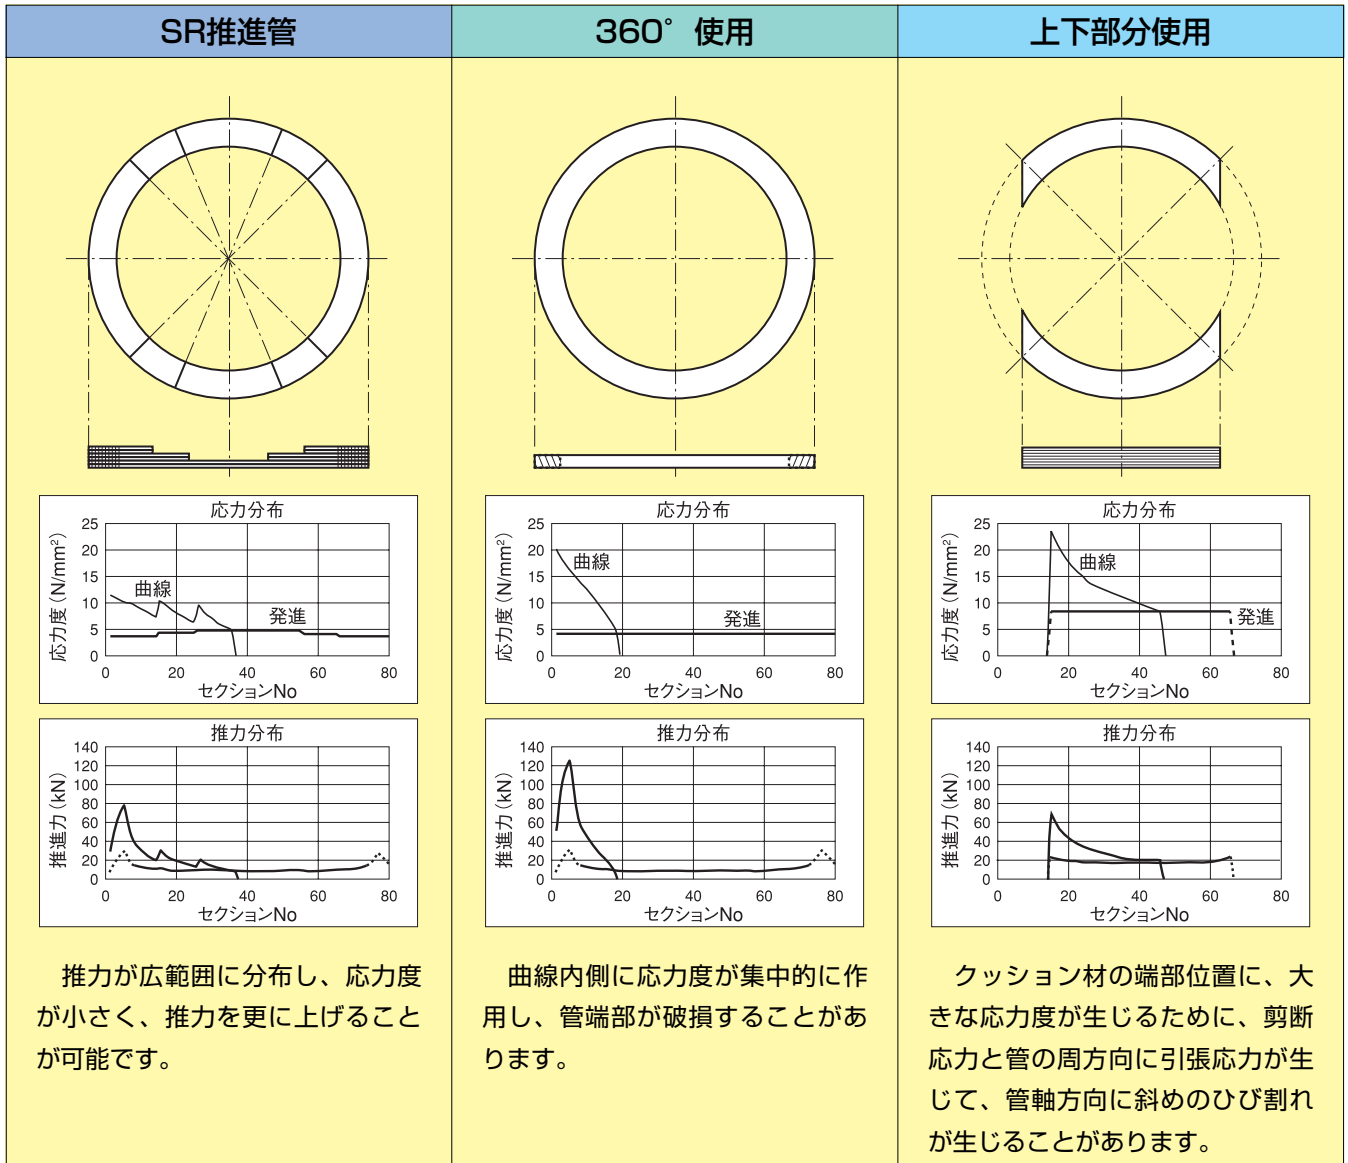 SR推進管
360°使用
上下部分使用
応力分布
応力度(N/mm²)
25
20
15
10
5
0
曲線
発進
0 20 40 60 80
セクションNo
応力分布
応力度(N/mm²)
25
20
15
10
5
0
曲線
発進
0 20 40 60 80
セクションNo
応力分布
応力度(N/mm²)
25
20
15
10
5
0
曲線
発進
0 20 40 60 80
セクションNo
推力分布
推進力(kN)
140
120
100
80
60
40
20
0
0 20 40 60 80
セクションNo
推力分布
推進力(kN)
140
120
100
80
60
40
20
0
0 20 40 60 80
セクションNo
推力分布
推進力(kN)
140
120
100
80
60
40
20
0
0 20 40 60 80
セクションNo
推力が広範囲に分布し、応力度
が小さく、推力を更に上げること
が可能です。
曲線内側に応力度が集中的に作
用し、管端部が破損することがあ
ります。
クッション材の端部位置に、大
きな応力度が生じるために、剪断
応力と管の周方向に引張応力が生
じて、管軸方向に斜めのひび割れ
が生じることがあります。